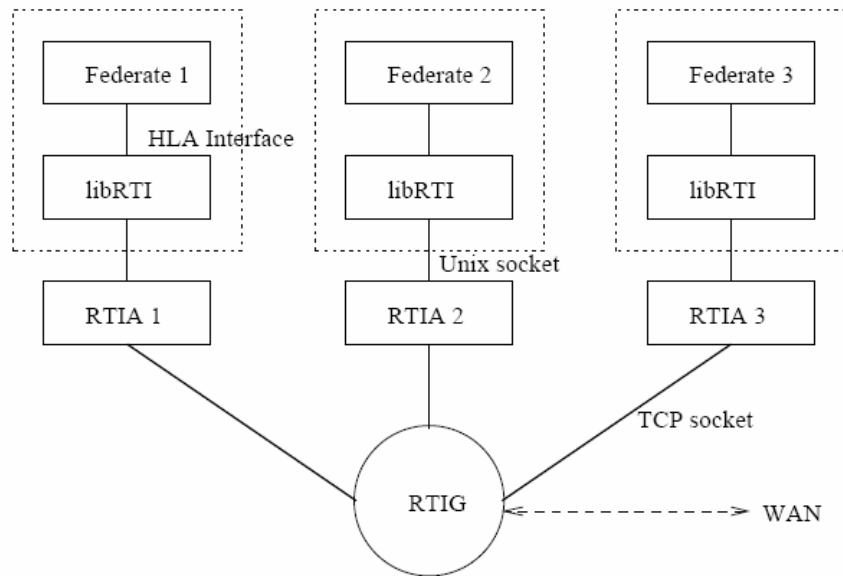 Federate 1
Federate 2
Federate 3
HLA Interface
libRTI
libRTI
libRTI
Unix socket
RTIA 1
RTIA 2
RTIA 3
TCP socket
RTIG
WAN